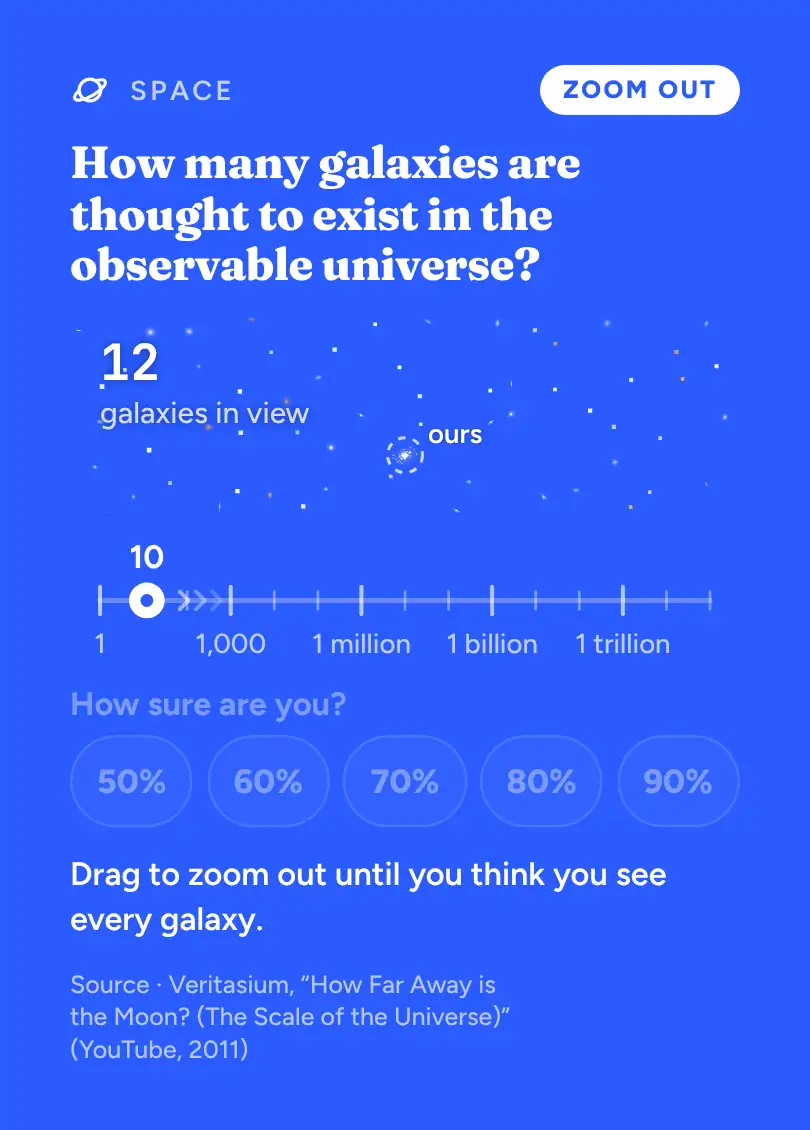 SPACE
ZOOM OUT
How many galaxies are
thought to exist in the
observable universe?
12
galaxies in view
ours
10
1
1,000
1 million
1 billion
1 trillion
How sure are you?
50%
60%
70%
80%
90%
Drag to zoom out until you think you see
every galaxy.
Source · Veritasium, “How Far Away is
the Moon? (The Scale of the Universe)”
(YouTube, 2011)